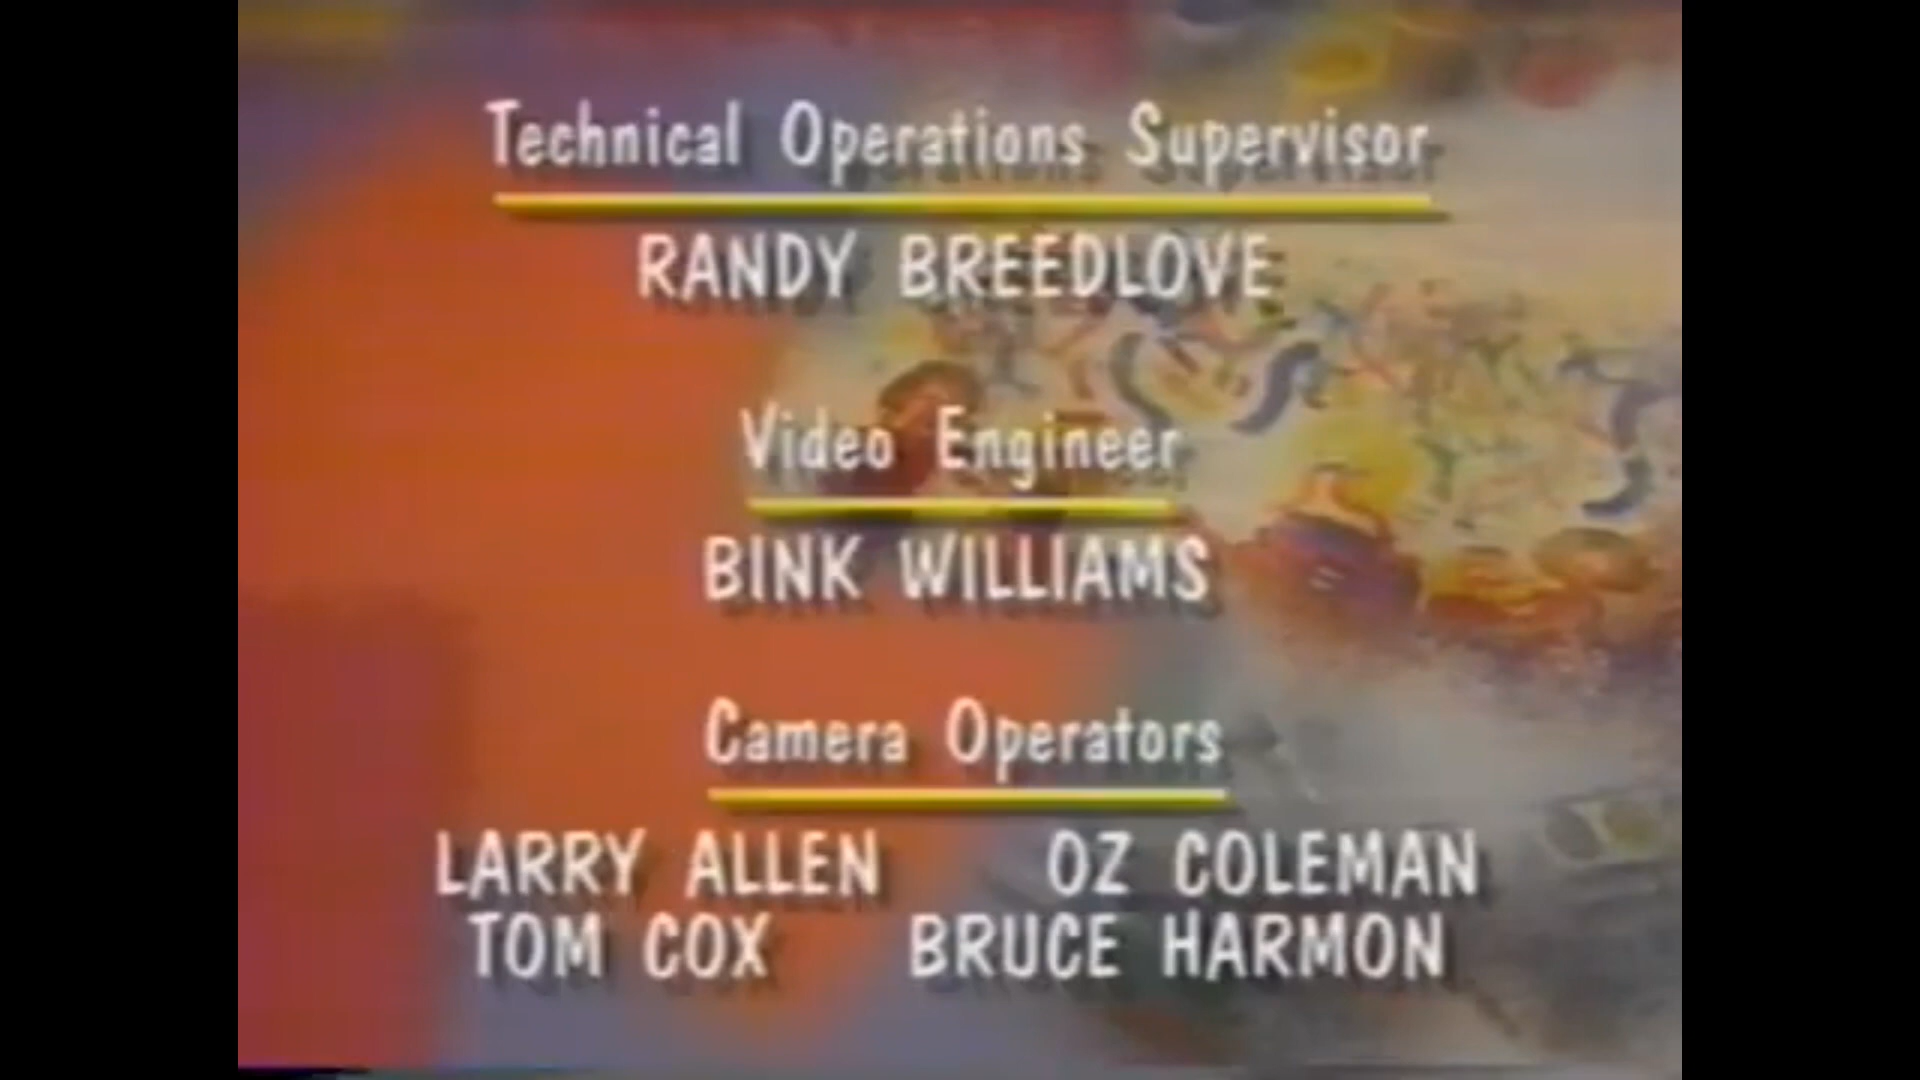 Technical Operations Supervisor
RANDY BREEDLOVE
Video Engineer
BINK WILLIAMS
Camera Operators
LARRY ALLEN OZ COLEMAN
TOM COX BRUCE HARMON